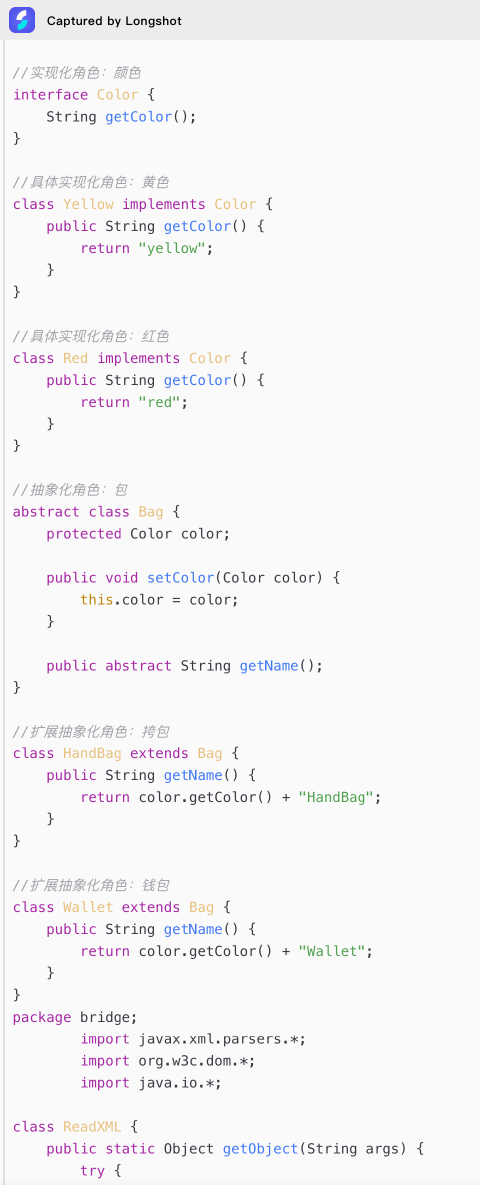 Captured by Longshot
//实现化角色：颜色
interface Color {
    String getColor();
}
//具体实现化角色：黄色
class Yellow implements Color {
    public String getColor() {
        return "yellow";
    }
}
//具体实现化角色：红色
class Red implements Color {
    public String getColor() {
        return "red";
    }
}
//抽象化角色：包
abstract class Bag {
    protected Color color;
    public void setColor(Color color) {
        this.color = color;
    }
    public abstract String getName();
}
//扩展抽象化角色：挎包
class HandBag extends Bag {
    public String getName() {
        return color.getColor() + "HandBag";
    }
}
//扩展抽象化角色：钱包
class Wallet extends Bag {
    public String getName() {
        return color.getColor() + "Wallet";
    }
}
package bridge;
        import javax.xml.parsers.*;
        import org.w3c.dom.*;
        import java.io.*;
class ReadXML {
    public static Object getObject(String args) {
        try {